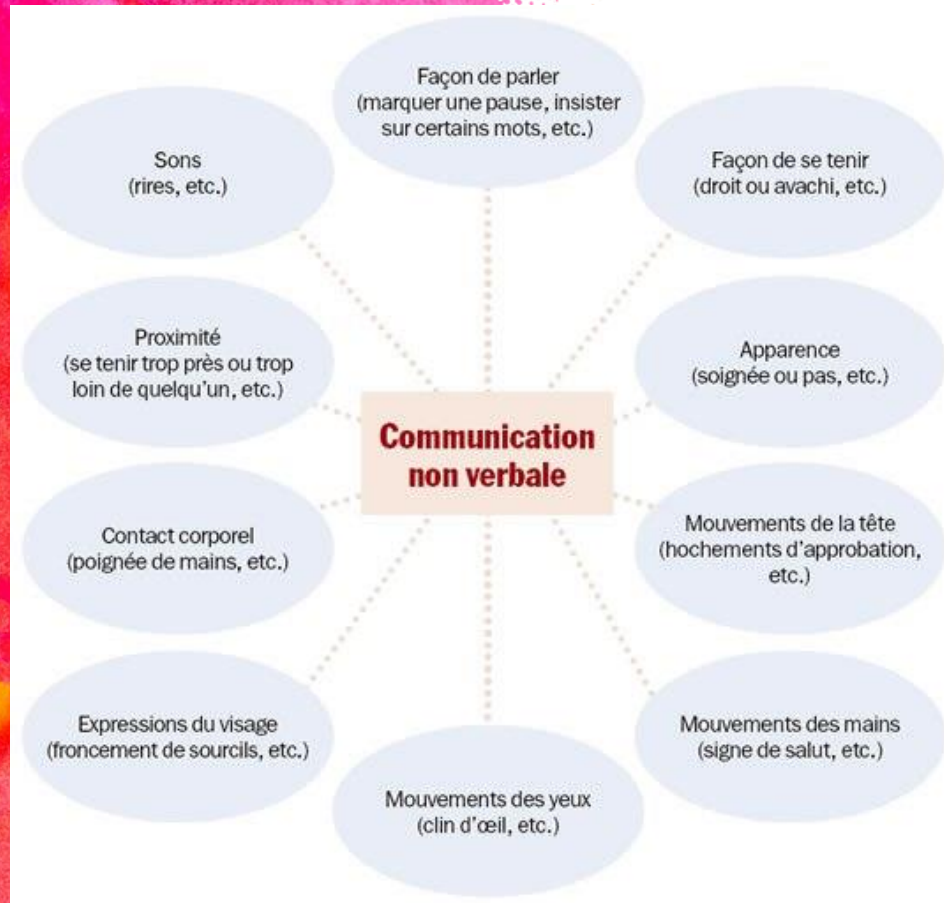 Façon de parler
(marquer une pause, insister
sur certains mots, etc.)
Sons
(rires, etc.)
Façon de se tenir
(droit ou avachi, etc.)
Proximité
(se tenir trop près ou trop
loin de quelqu'un, etc.)
Apparence
(soignée ou pas, etc.)
Communication
non verbale
Contact corporel
(poignée de mains, etc.)
Mouvements de la tête
(hochements d'approbation,
etc.)
Expressions du visage
(froncement de sourcils, etc.)
Mouvements des mains
(signe de salut, etc.)
Mouvements des yeux
(clin d'œil, etc.)